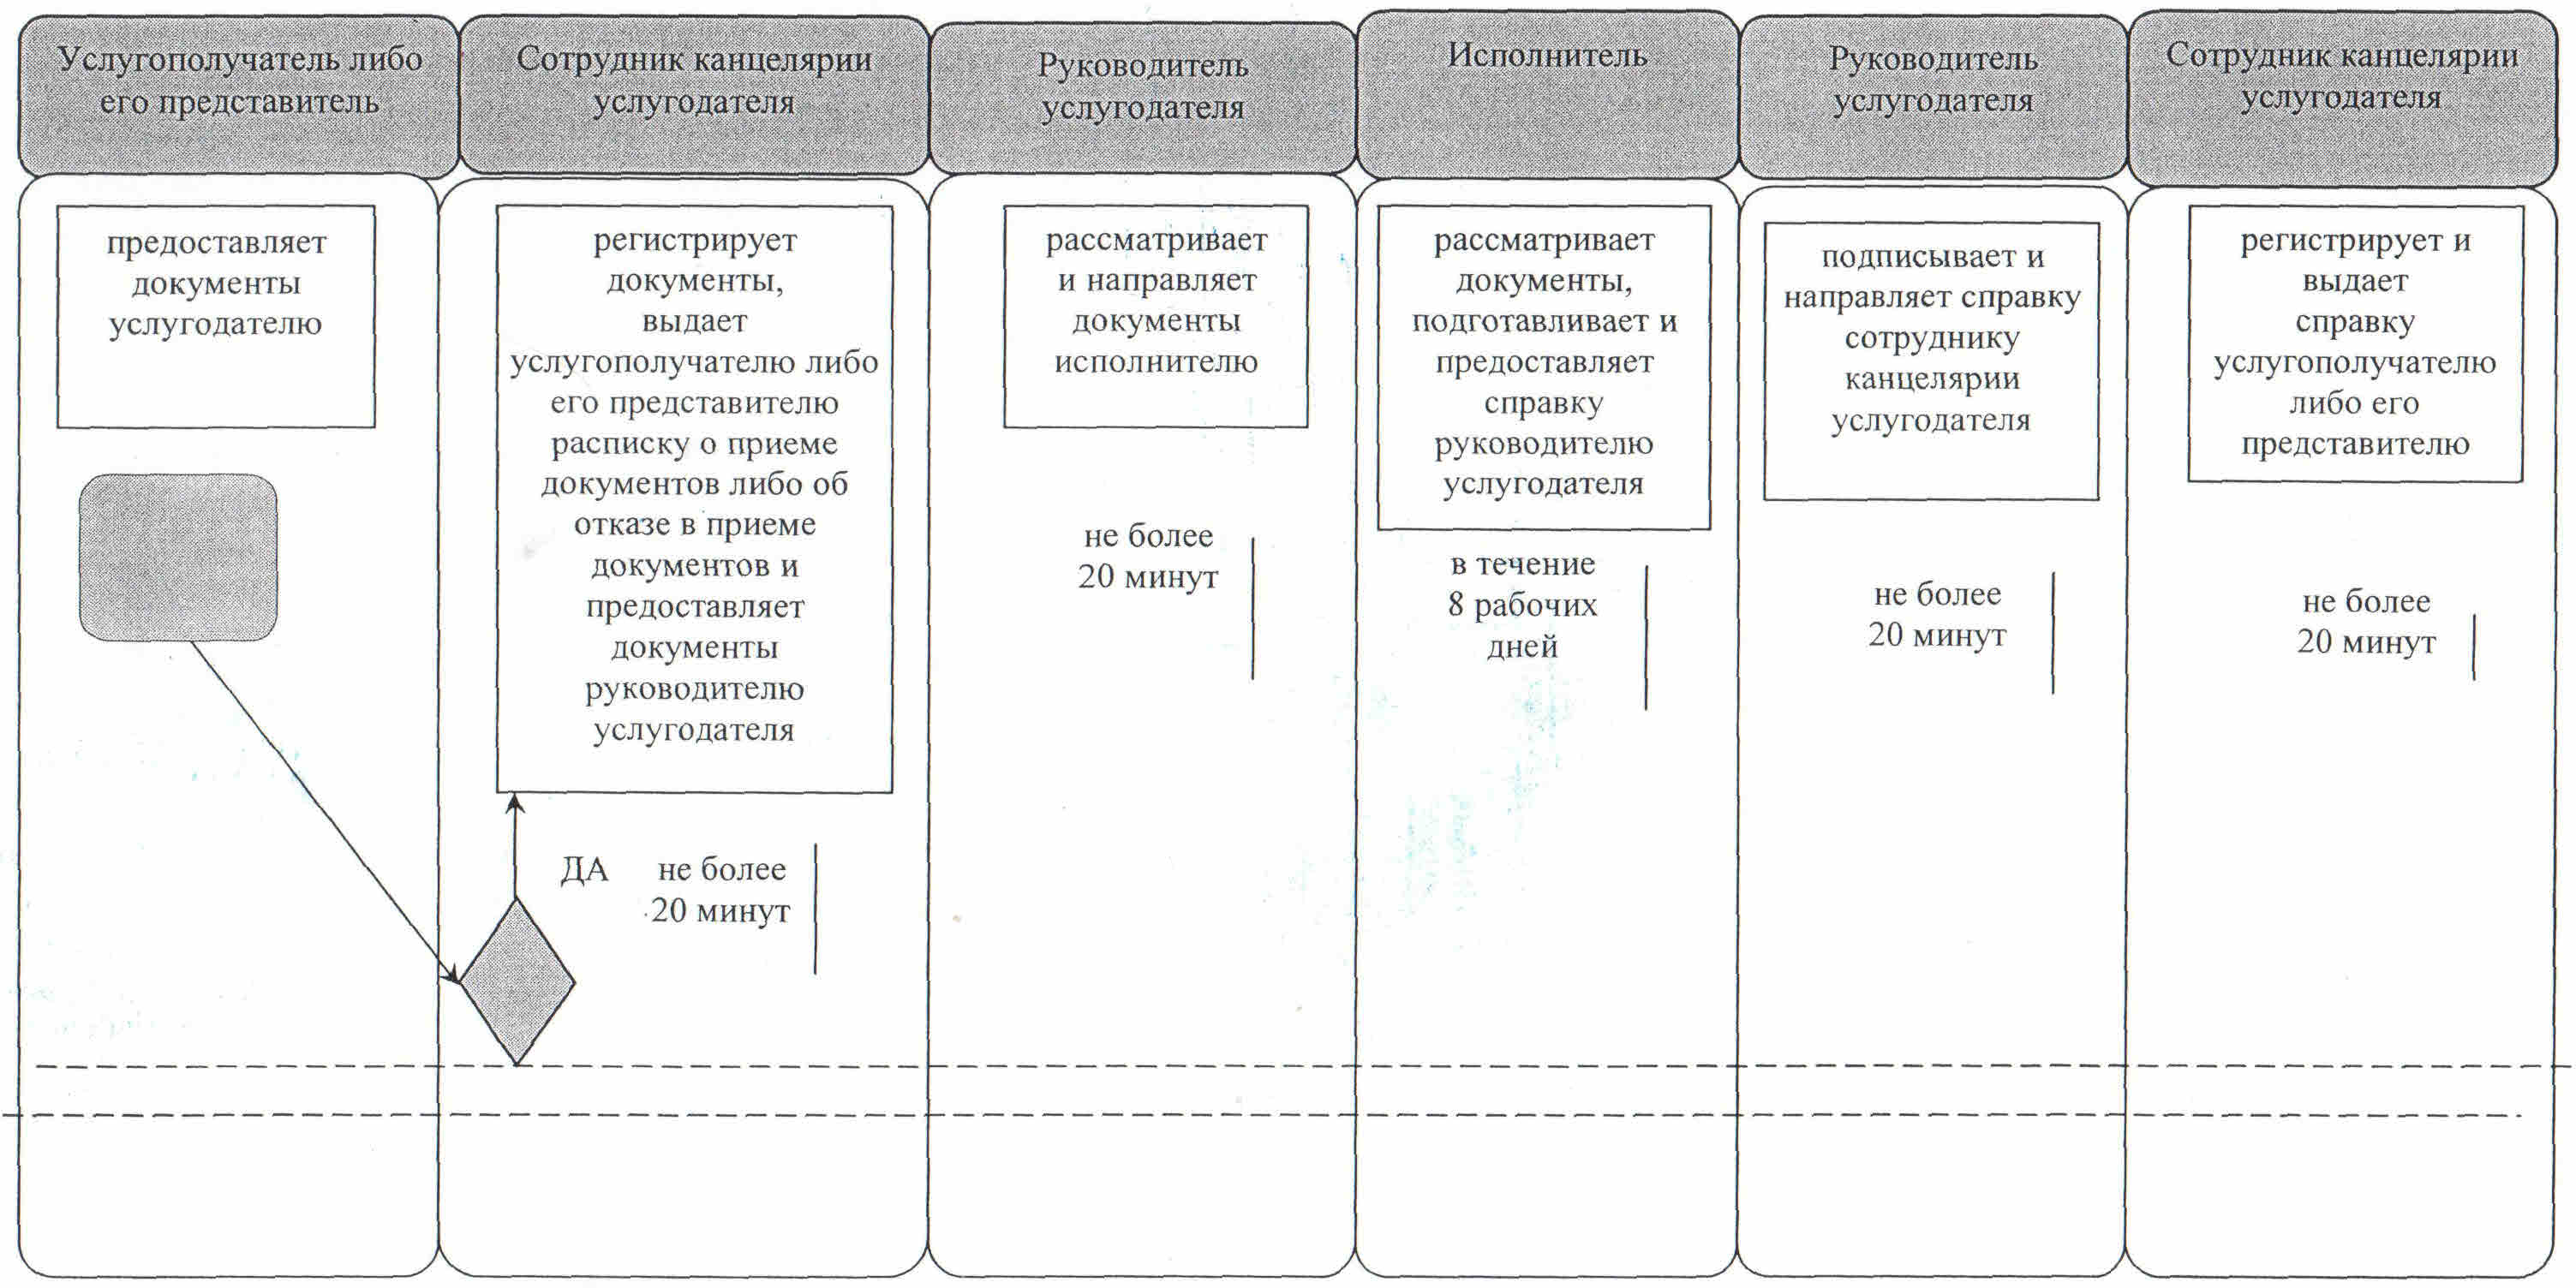 Услугополучатель либо
его представитель
Сотрудник канцелярии
услугодателя
Руководитель
услугодателя
Исполнитель
Руководитель
услугодателя
Сотрудник канцелярии
услугодателя
предоставляет
документы
услугодателю
регистрирует
документы,
выдает
услугополучателю либо
его представителю
расписку о приеме
документов либо об
отказе в приеме
документов и
предоставляет
документы
руководителю
услугодателя
ДА
не более
20 минут
рассматривает
и направляет
документы
исполнителю
не более
20 минут
рассматривает
документы,
подготавливает и
предоставляет
справку
руководителю
услугодателя
в течение
8 рабочих
дней
подписывает и
направляет справку
сотруднику
канцелярии
услугодателя
не более
20 минут
регистрирует и
выдает
справку
услугополучателю
либо его
представителю
не более
20 минут